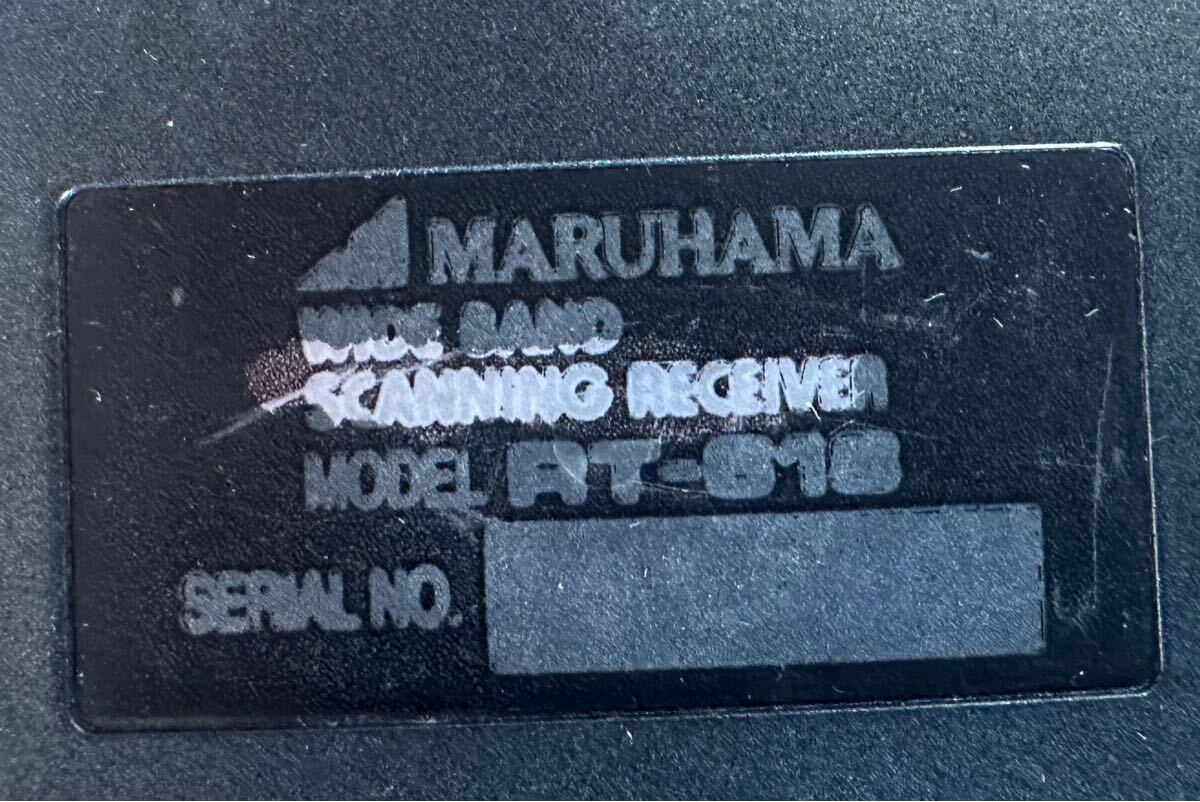 MARUHAMA
WIDE BAND
SCANNING RECEIVER
MODEL RT-618
SERIAL NO.